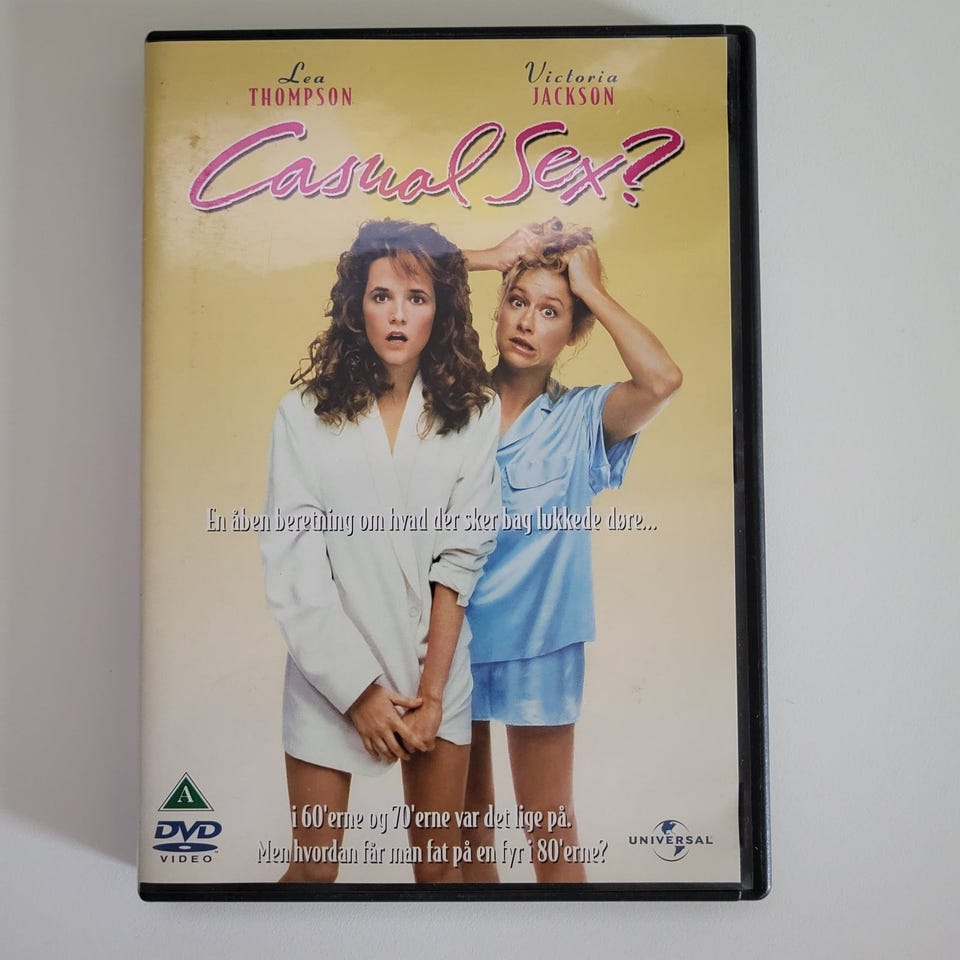 Lea
THOMPSON
Victoria
JACKSON
Casual Sex?
En åben beretning om hvad der sker bag lukkede døre...
A
DVD
VIDEO™
i 60'erne og 70'erne var det lige på.
Men hvordan får man fat på en fyr i 80'erne?
UNIVERSAL